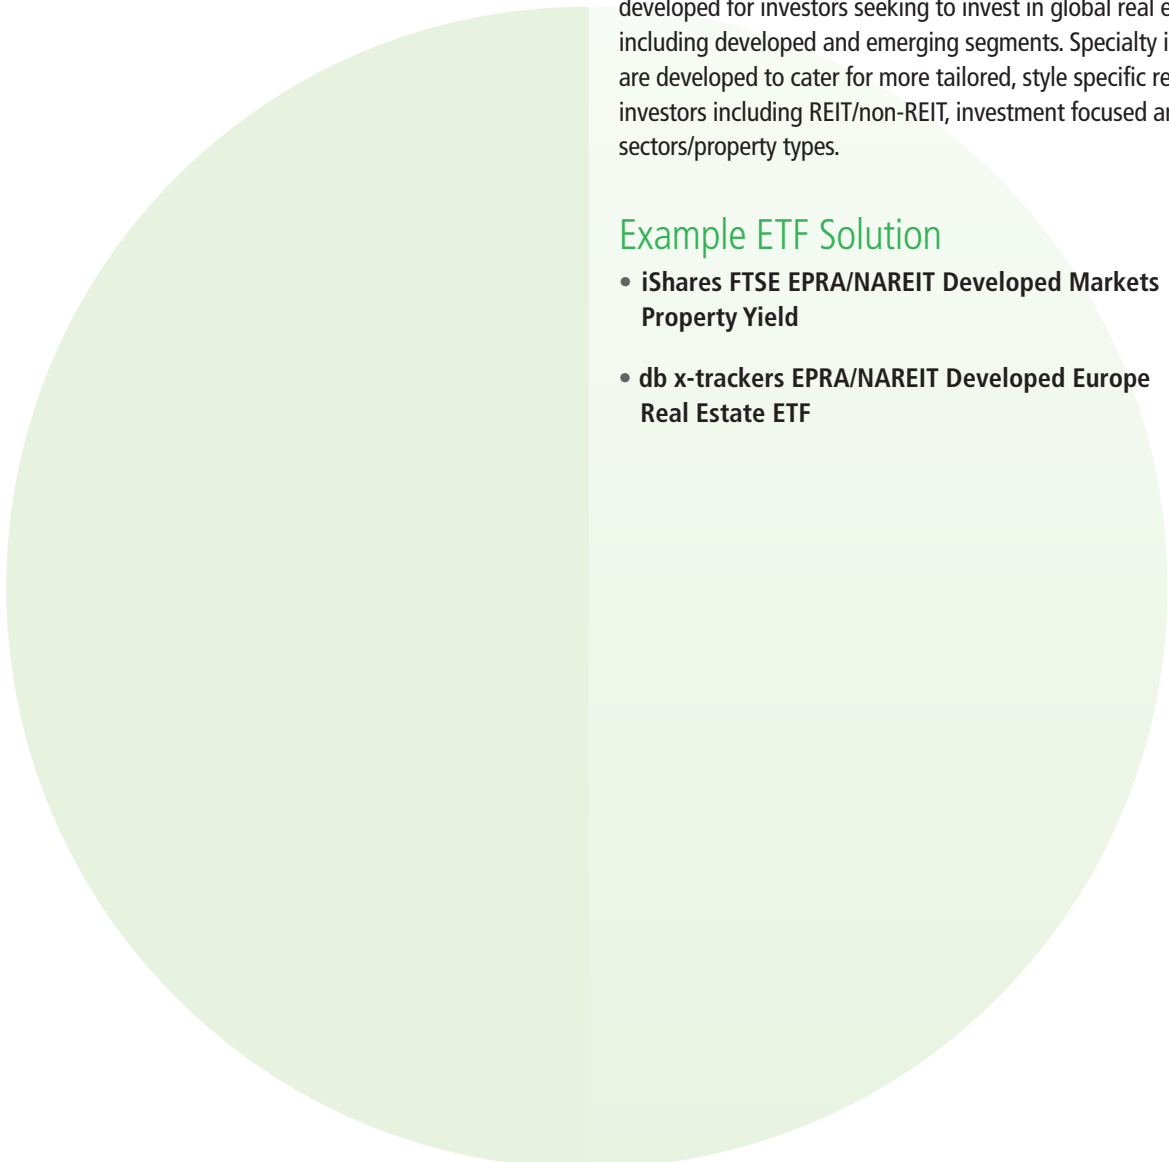 developed for investors seeking to invest in global real
including developed and emerging segments. Specialty
are developed to cater for more tailored, style specific
investors including REIT/non-REIT, investment focused
sectors/property types.
Example ETF Solution
• iShares FTSE EPRA/NAREIT Developed Markets
Property Yield
• db x-trackers EPRA/NAREIT Developed Europe
Real Estate ETF